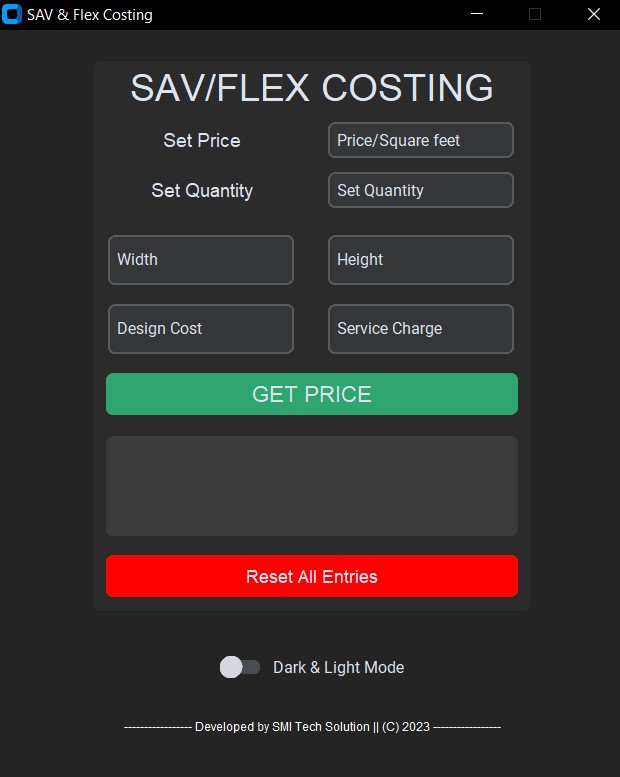 SAV & Flex Costing
SAV/FLEX COSTING
Set Price
Price/Square feet
Set Quantity
Set Quantity
Width
Height
Design Cost
Service Charge
GET PRICE
Reset All Entries
Dark & Light Mode
----------------- Developed by SMI Tech Solution || (C) 2023 -----------------